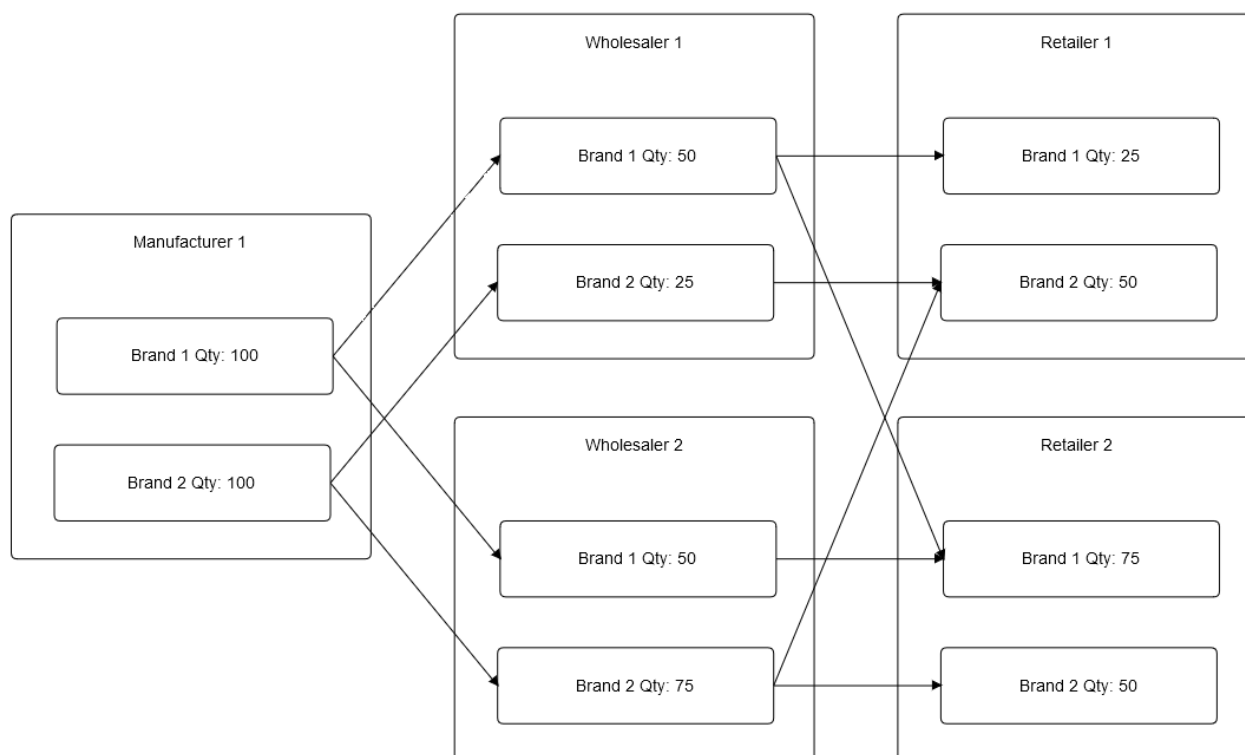 Manufacturer 1
Brand 1 Qty: 100
Brand 2 Qty: 100
Wholesaler 1
Brand 1 Qty: 50
Brand 2 Qty: 25
Wholesaler 2
Brand 1 Qty: 50
Brand 2 Qty: 75
Retailer 1
Brand 1 Qty: 25
Brand 2 Qty: 50
Retailer 2
Brand 1 Qty: 75
Brand 2 Qty: 50